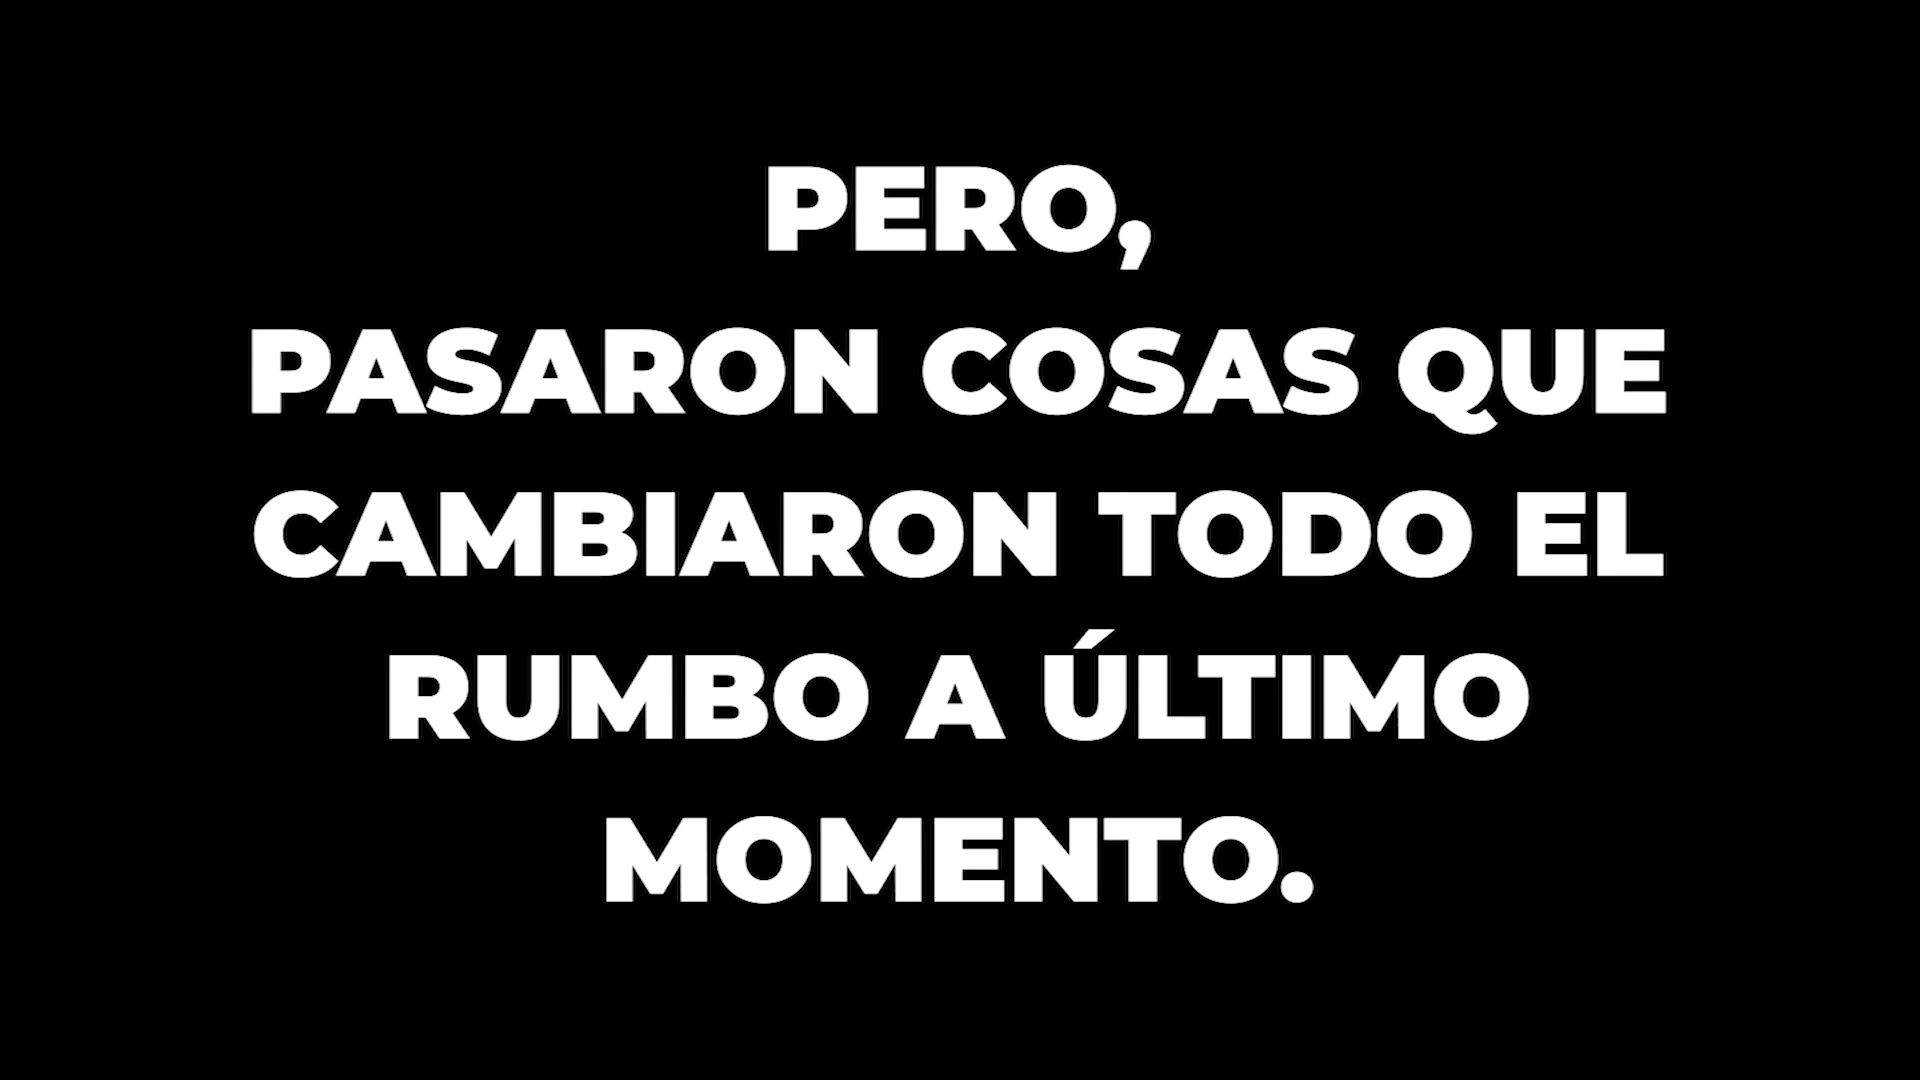 PERO,
PASARON COSAS QUE
CAMBIARON TODO EL
RUMBO A ÚLTIMO
MOMENTO.